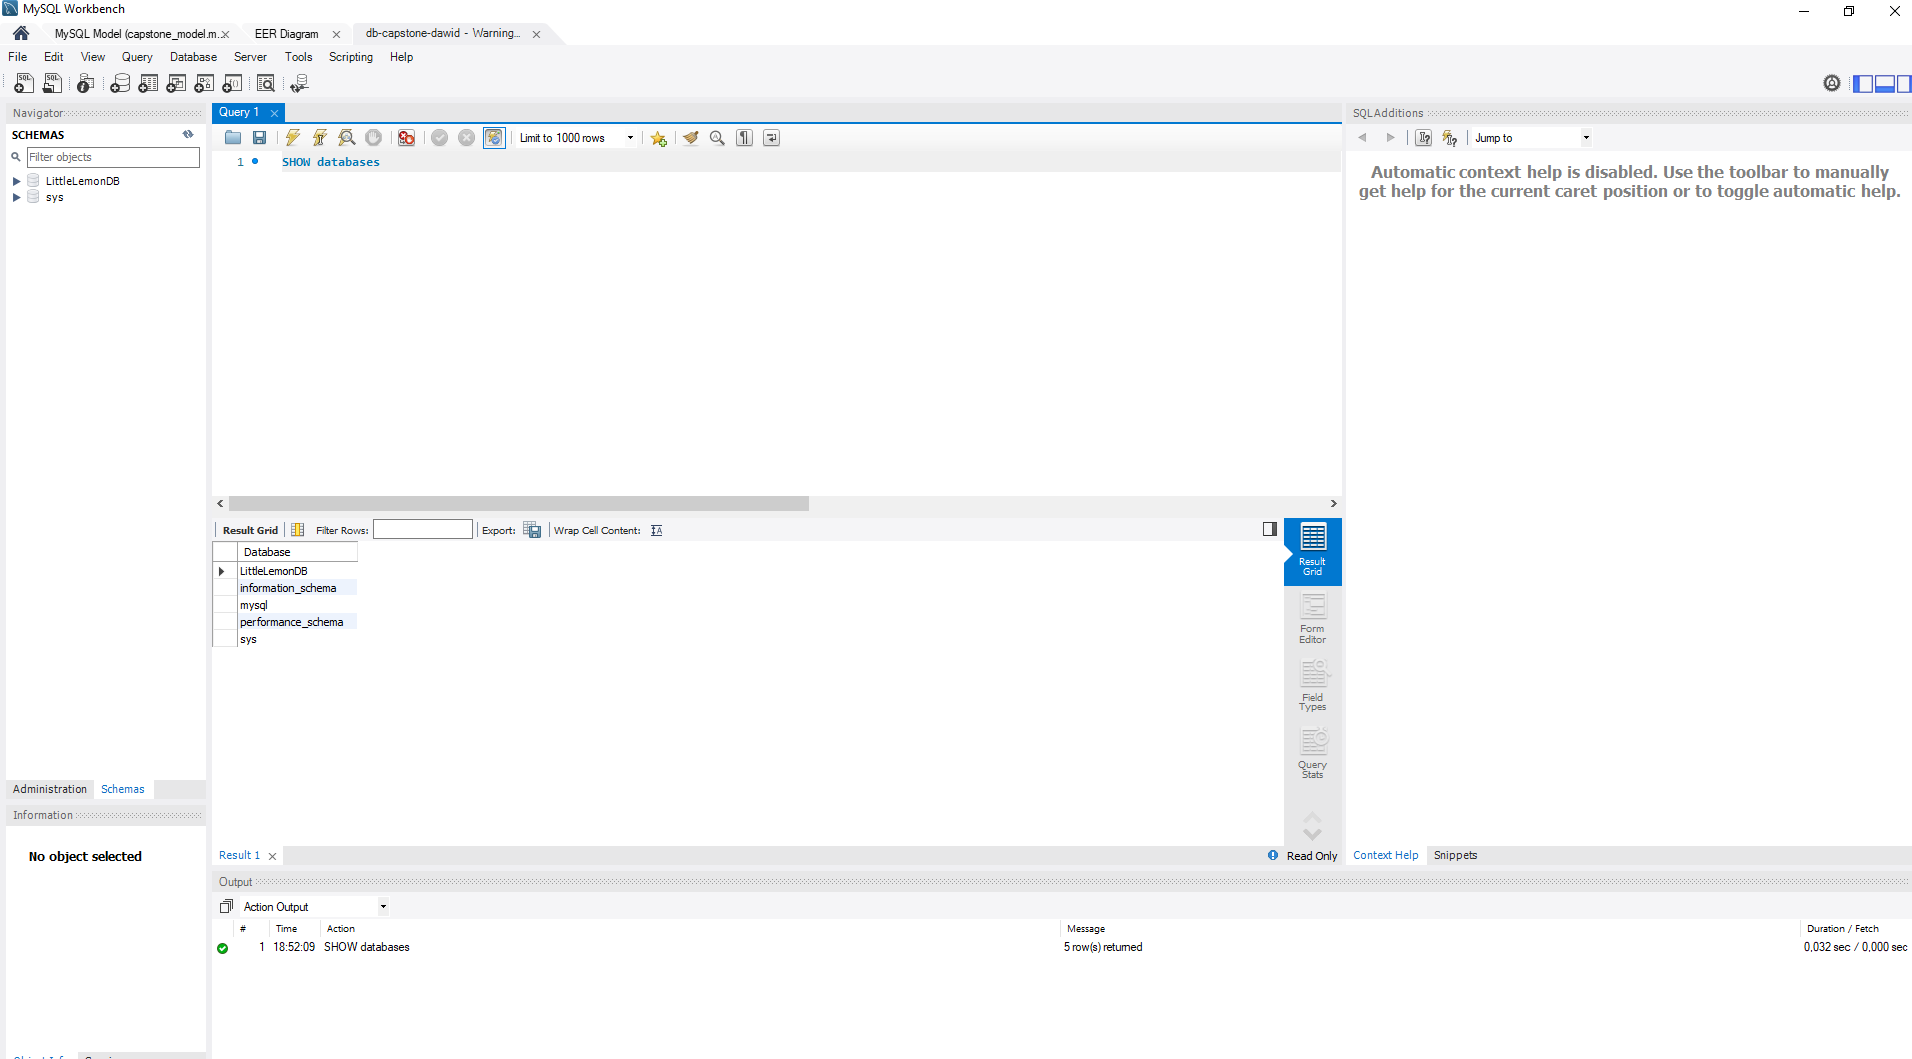 MySQL Workbench
MySQL Model (capstone_model.m...
EER Diagram
db-capstone-dawid - Warning...
File Edit View Query Database Server Tools Scripting Help
Navigator
SCHEMAS
Filter objects
LittleLemonDB
sys
Administration Schemas
Information
No object selected
Query 1
Limit to 1000 rows
1 SHOW databases
Result Grid Filter Rows: Export: Wrap Cell Content:
Database
LittleLemonDB
information_schema
mysql
performance_schema
sys
Result
Grid
Form
Editor
Field
Types
Query
Stats
Result 1
Read Only
SQLAdditions
Jump to
Automatic context help is disabled. Use the toolbar to manually
get help for the current caret position or to toggle automatic help.
Context Help Snippets
Output
Action Output
# Time Action Message Duration / Fetch
1 18:52:09 SHOW databases 5 row(s) returned 0,032 sec / 0,000 sec